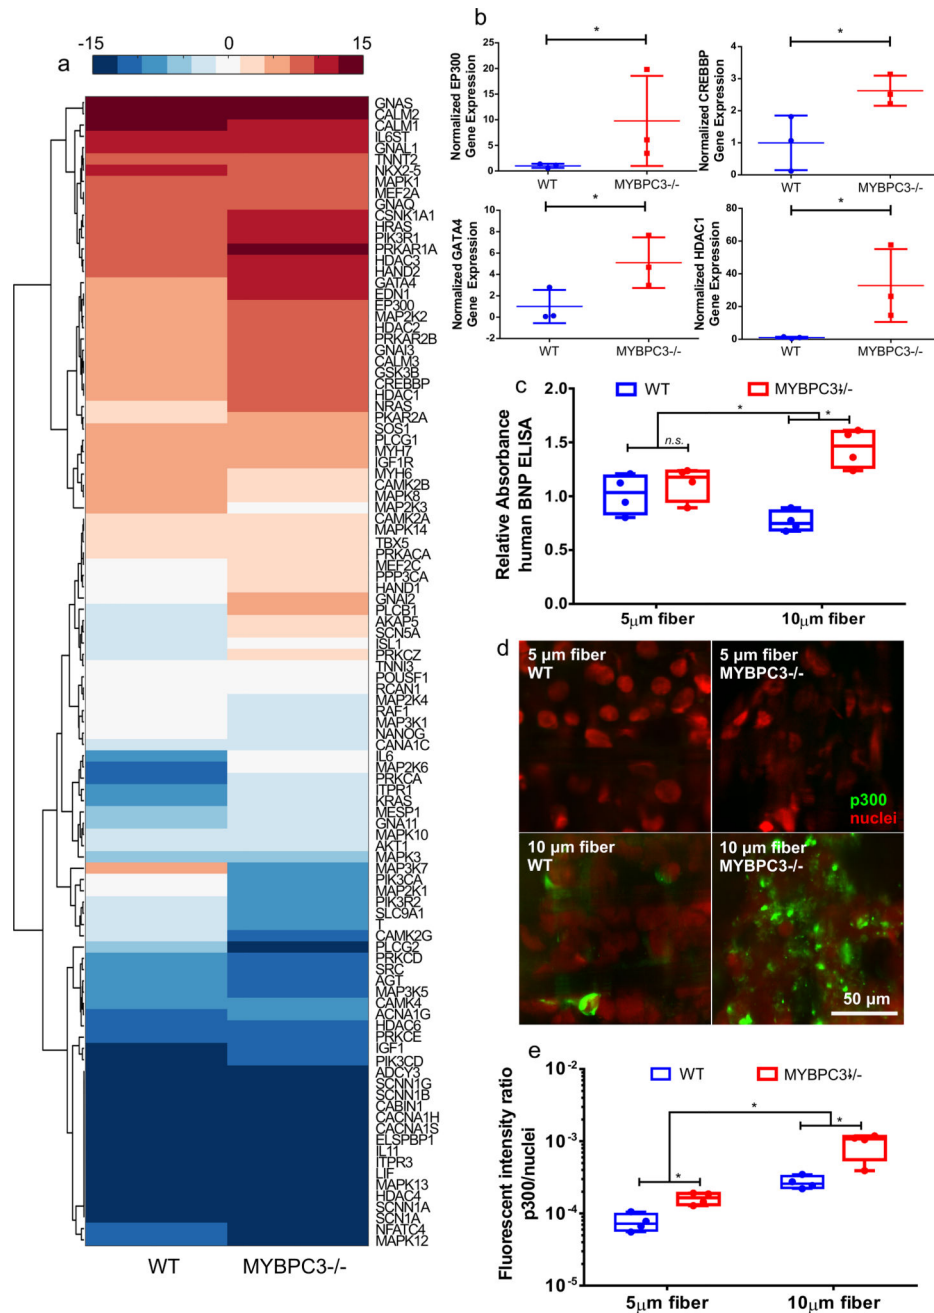 a
-15 0 15
GNAS
CALM2
CALM1
IL6ST
GNAL1
TNNT2
NKX2-5
MAPK1
MEF2A
GNAQ
CSNK1A1
HRAS
PIK3R1
PRKAR1A
HDAC3
HAND2
GATA4
EDN1
EP300
MAP2K2
HDAC2
PRKAR2B
GNAI3
CALM3
GSK3B
CREBBP
HDAC1
NRAS
PKAR2A
SOS1
PLCG1
MYH7
IGF1R
MYH6
CAMK2B
MAPK8
MAP2K3
CAMK2A
MAPK14
TBX5
PRKACA
MEF2C
PPP3CA
HAND1
GNAI2
PLCB1
AKAP5
SCN5A
ISL1
PRKCZ
TNNI3
POUSF1
RCAN1
MAP2K4
RAF1
MAP3K1
NANOG
CANA1C
IL6
MAP2K6
PRKCA
ITPR1
KRAS
MESP1
GNA11
MAPK10
AKT1
MAPK3
MAP3K7
PIK3CA
MAP2K1
PIK3R2
SLC9A1
T
CAMK2G
PLCG2
PRKCD
SRC
AGT
MAP3K5
CAMK4
ACNA1G
HDAC6
PRKCE
IGF1
PIK3CD
ADCY3
SCNN1G
SCNN1B
CABIN1
CACNA1H
CACNA1S
ELSPBP1
IL11
ITPR3
LIF
MAPK13
HDAC4
SCNN1A
SCN1A
NFATC4
MAPK12
WT MYBPC3-/-
b
Normalized EP300
Gene Expression
25
20
15
10
5
0
*
WT MYBPC3-/-
Normalized CREBBP
Gene Expression
4
3
2
1
0
*
WT MYBPC3-/-
Normalized GATA4
Gene Expression
10
8
6
4
2
0
-2
*
WT MYBPC3-/-
Normalized HDAC1
Gene Expression
80
60
40
20
0
*
WT MYBPC3-/-
c
WT MYBPC3-/-
Relative Absorbance
human BNP ELISA
2.0
1.5
1.0
0.5
0.0
n.s.
*
*
5µm fiber 10µm fiber
d
5 µm fiber
WT
5 µm fiber
MYBPC3-/-
p300
nuclei
10 µm fiber
WT
10 µm fiber
MYBPC3-/-
50 µm
e
WT MYBPC3-/-
Fluorescent intensity ratio
p300/nuclei
10-2
10-3
10-4
10-5
*
*
*
5µm fiber 10µm fiber